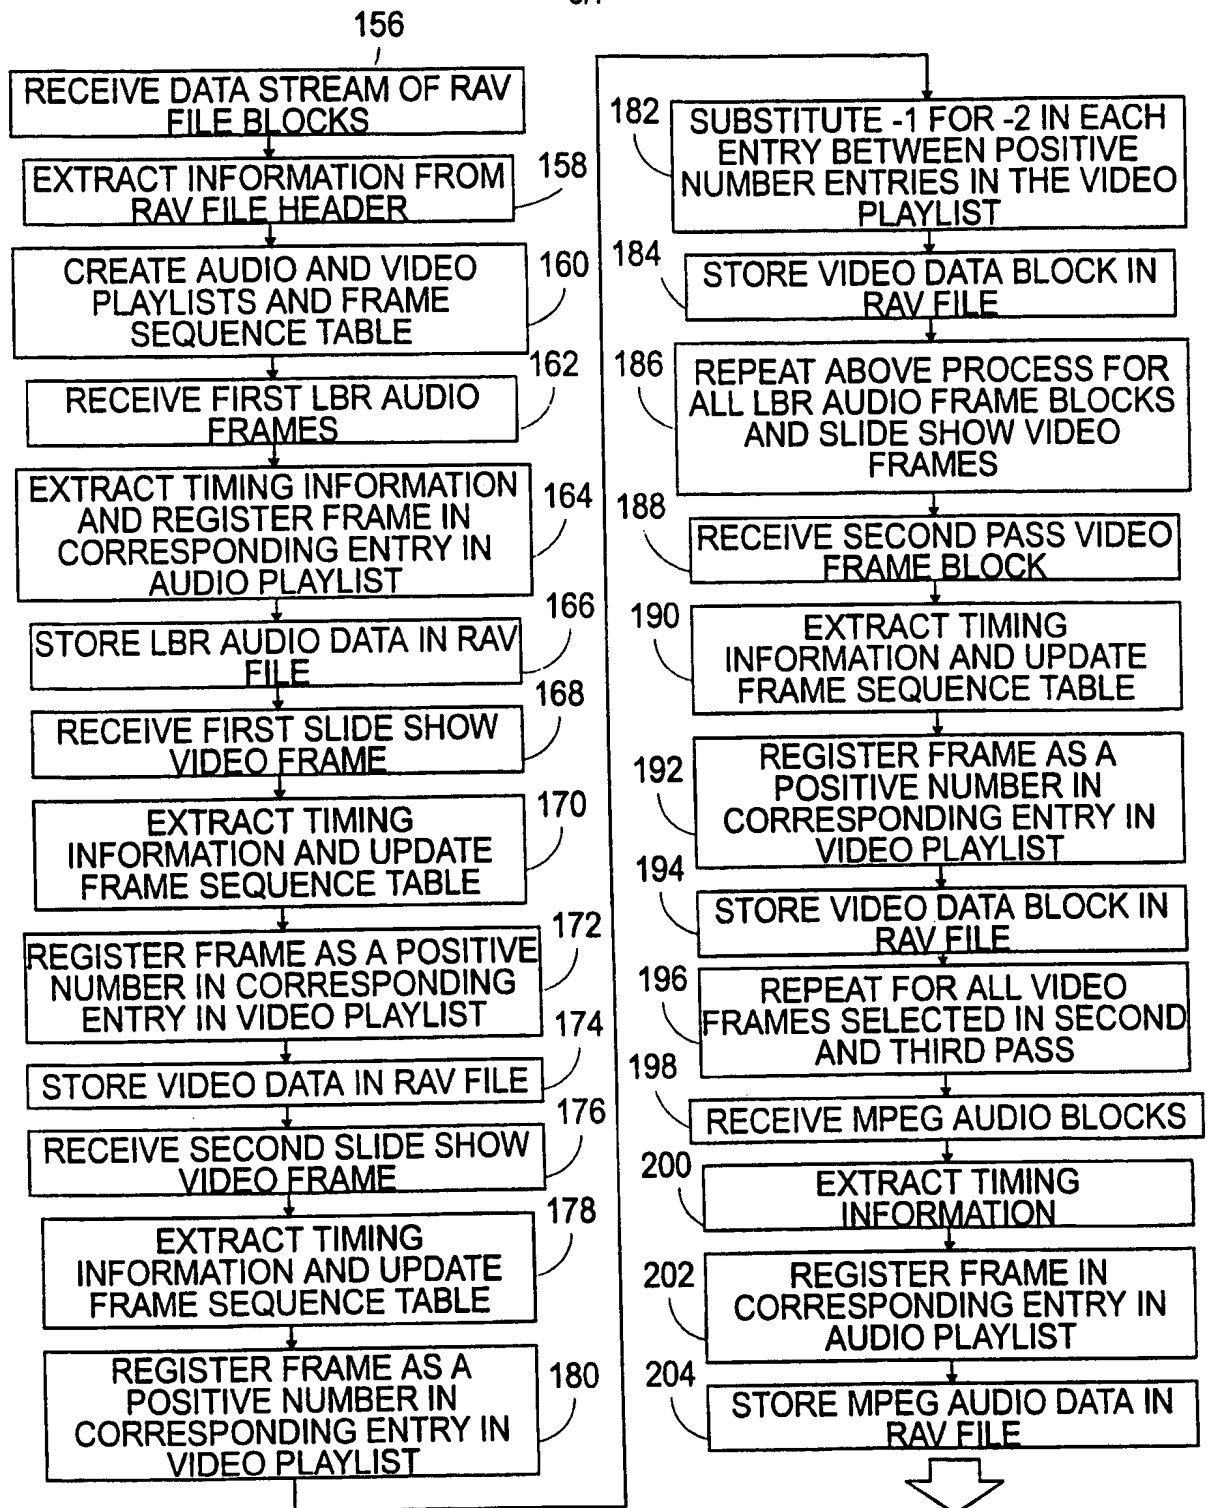 156
RECEIVE DATA STREAM OF RAV
FILE BLOCKS
EXTRACT INFORMATION FROM
RAV FILE HEADER
158
CREATE AUDIO AND VIDEO
PLAYLISTS AND FRAME
SEQUENCE TABLE
160
RECEIVE FIRST LBR AUDIO
FRAMES
162
EXTRACT TIMING INFORMATION
AND REGISTER FRAME IN
CORRESPONDING ENTRY IN
AUDIO PLAYLIST
164
STORE LBR AUDIO DATA IN RAV
FILE
166
RECEIVE FIRST SLIDE SHOW
VIDEO FRAME
168
EXTRACT TIMING
INFORMATION AND UPDATE
FRAME SEQUENCE TABLE
170
REGISTER FRAME AS A POSITIVE
NUMBER IN CORRESPONDING
ENTRY IN VIDEO PLAYLIST
172
STORE VIDEO DATA IN RAV FILE
174
RECEIVE SECOND SLIDE SHOW
VIDEO FRAME
176
EXTRACT TIMING
INFORMATION AND UPDATE
FRAME SEQUENCE TABLE
178
REGISTER FRAME AS A
POSITIVE NUMBER IN
CORRESPONDING ENTRY IN
VIDEO PLAYLIST
180
182
SUBSTITUTE -1 FOR -2 IN EACH
ENTRY BETWEEN POSITIVE
NUMBER ENTRIES IN THE VIDEO
PLAYLIST
184
STORE VIDEO DATA BLOCK IN
RAV FILE
186
REPEAT ABOVE PROCESS FOR
ALL LBR AUDIO FRAME BLOCKS
AND SLIDE SHOW VIDEO
FRAMES
188
RECEIVE SECOND PASS VIDEO
FRAME BLOCK
190
EXTRACT TIMING
INFORMATION AND UPDATE
FRAME SEQUENCE TABLE
192
REGISTER FRAME AS A
POSITIVE NUMBER IN
CORRESPONDING ENTRY IN
VIDEO PLAYLIST
194
STORE VIDEO DATA BLOCK IN
RAV FILE
196
REPEAT FOR ALL VIDEO
FRAMES SELECTED IN SECOND
AND THIRD PASS
198
RECEIVE MPEG AUDIO BLOCKS
200
EXTRACT TIMING
INFORMATION
202
REGISTER FRAME IN
CORRESPONDING ENTRY IN
AUDIO PLAYLIST
204
STORE MPEG AUDIO DATA IN
RAV FILE